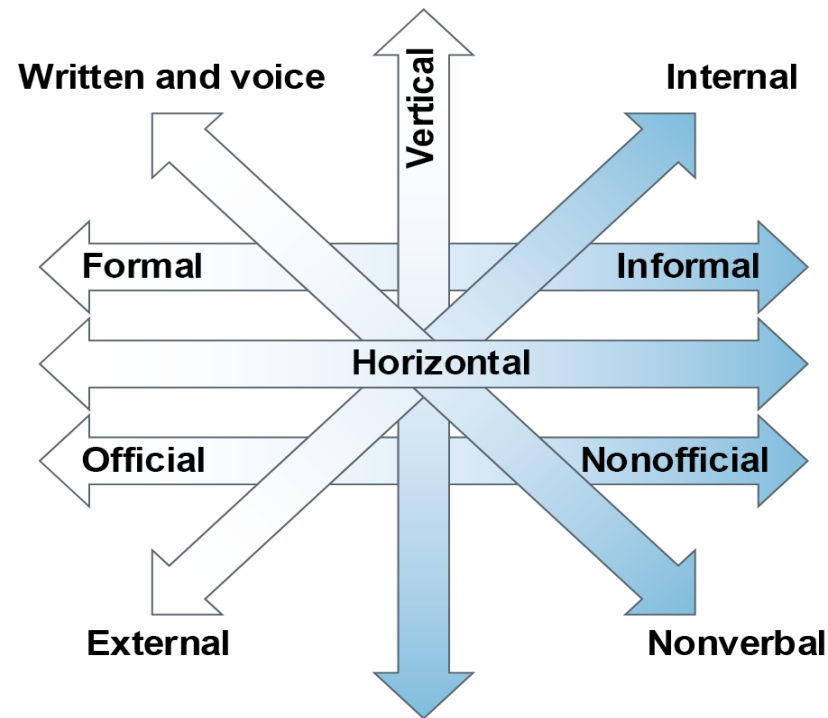 Vertical
Written and voice
Internal
Formal
Informal
Horizontal
Official
Nonofficial
External
Nonverbal